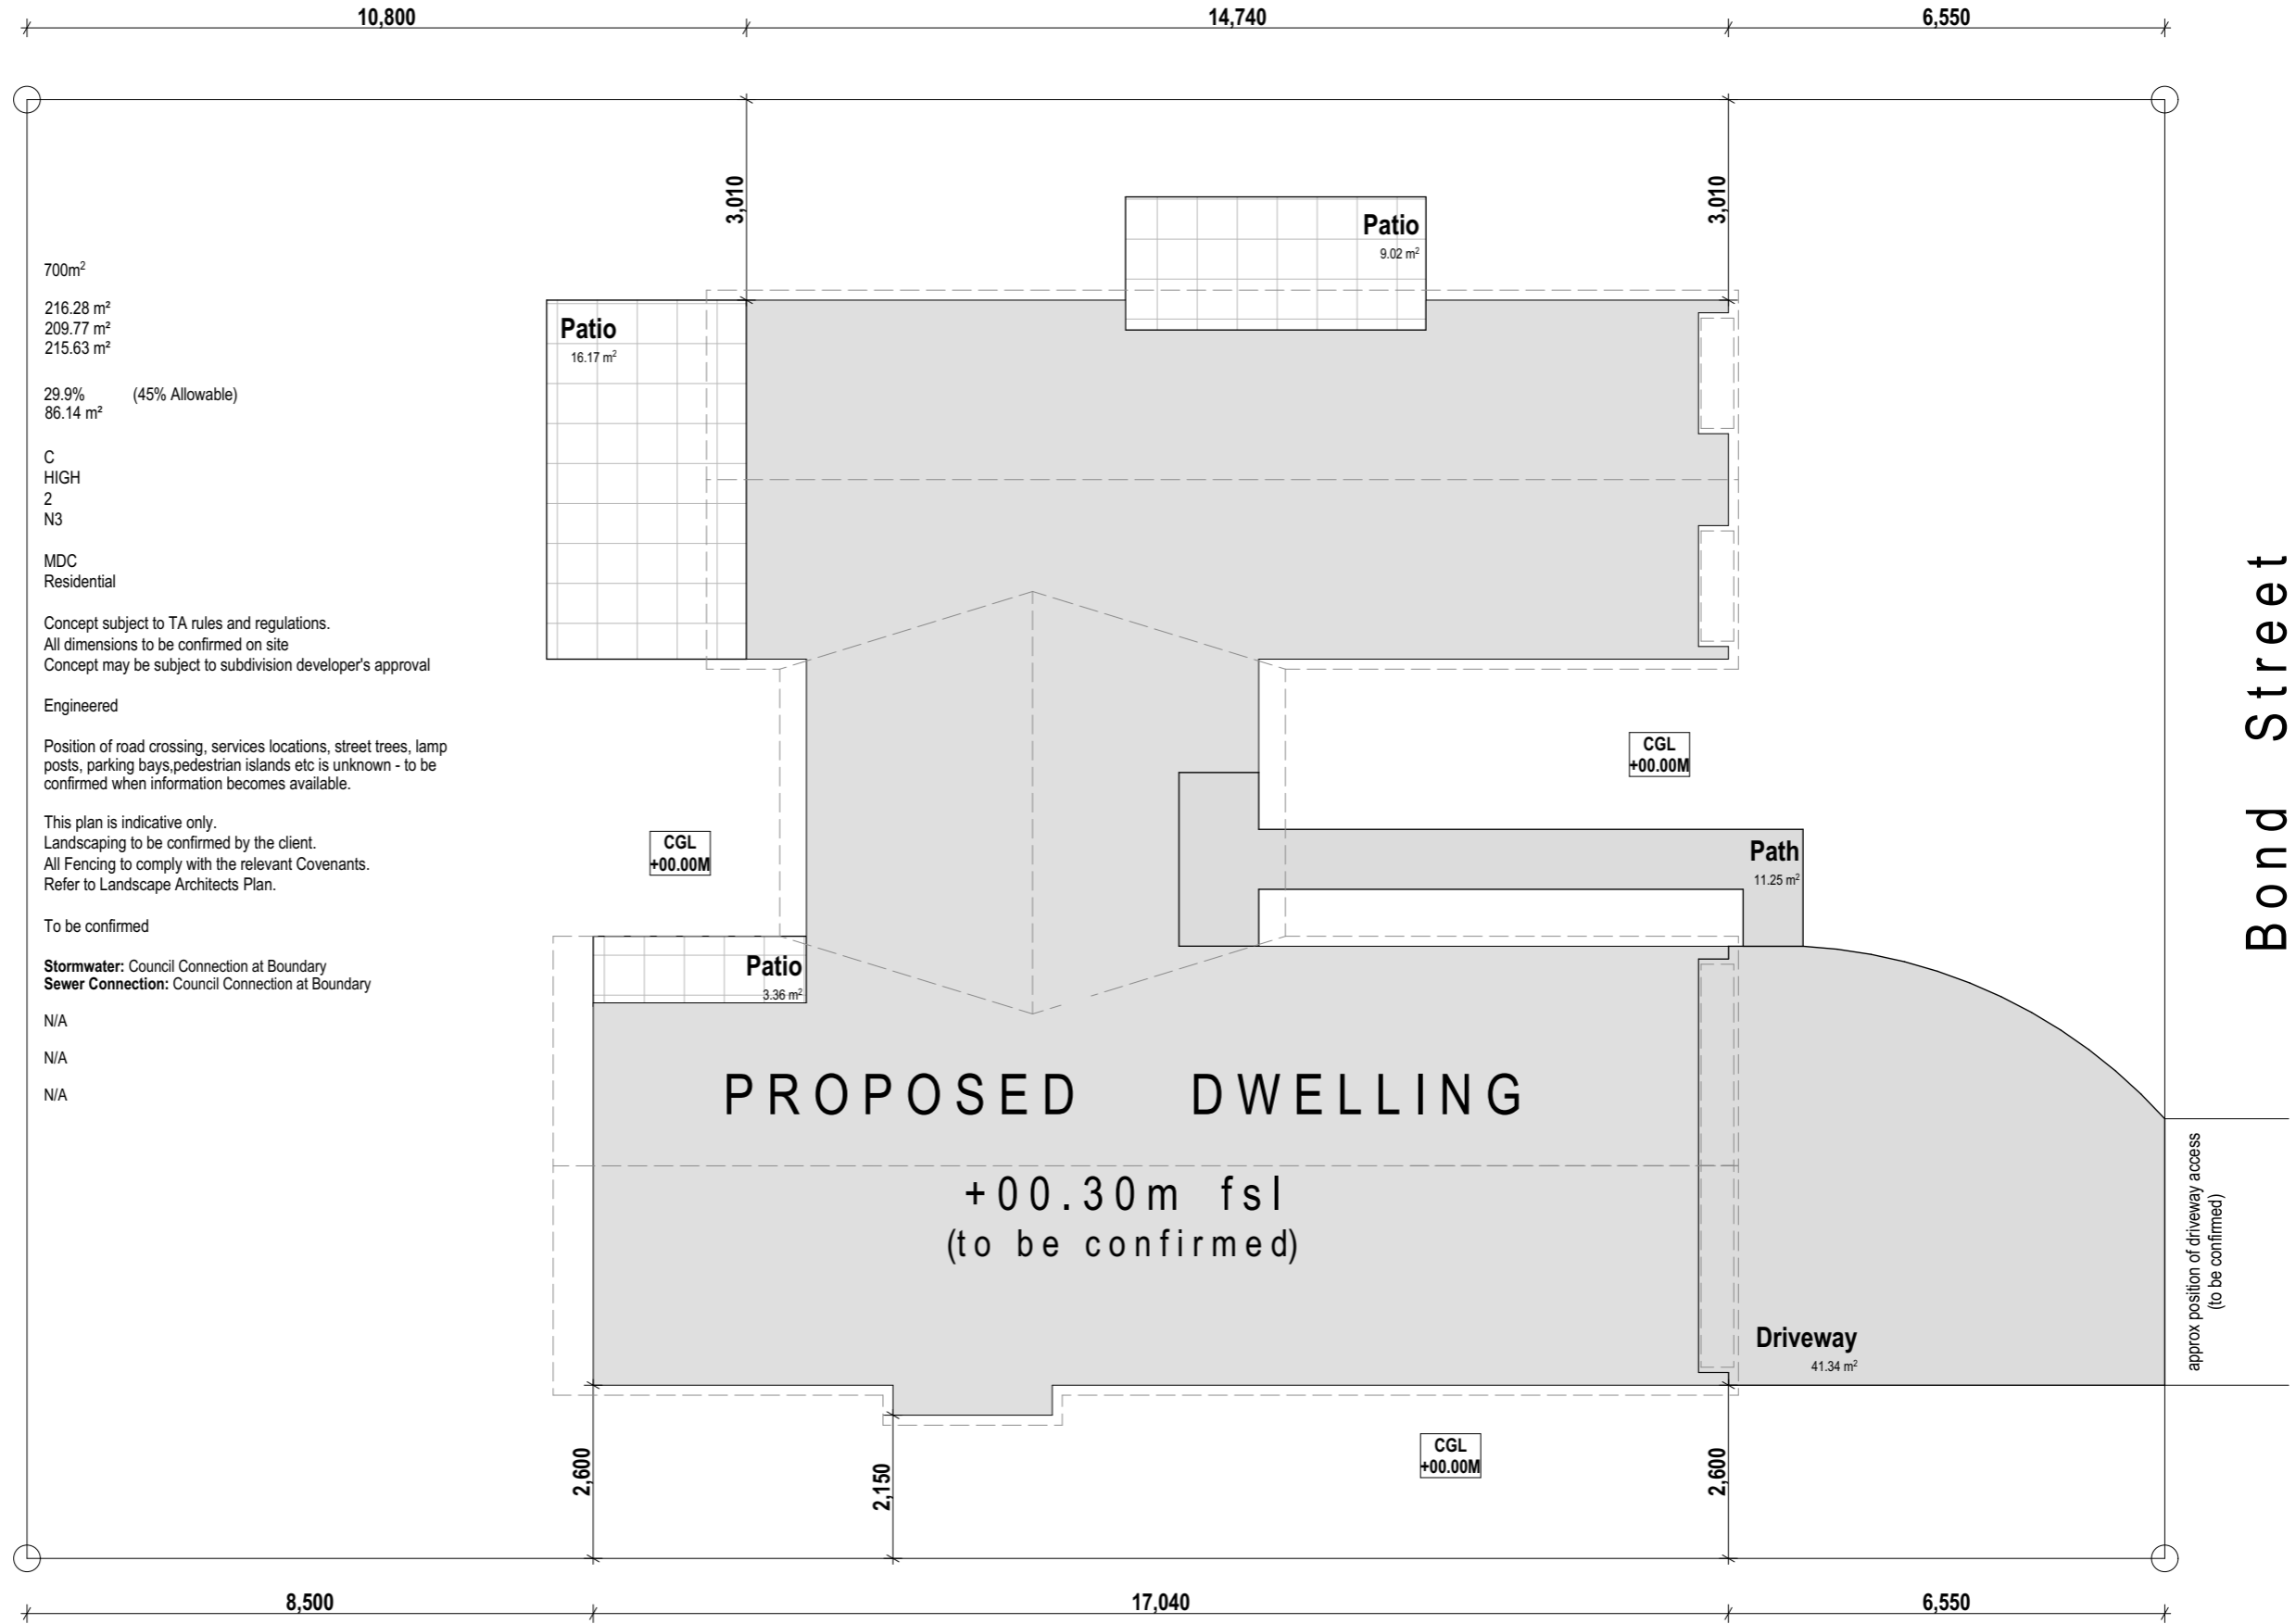 10,800
14,740
6,550
3,010
3,010
Patio
9.02 m²
700m²
216.28 m²
209.77 m²
215.63 m²
Patio
16.17 m²
29.9% (45% Allowable)
86.14 m²
C
HIGH
2
N3
MDC
Residential
Concept subject to TA rules and regulations.
All dimensions to be confirmed on site
Concept may be subject to subdivision developer's approval
Engineered
Position of road crossing, services locations, street trees, lamp
posts, parking bays,pedestrian islands etc is unknown - to be
confirmed when information becomes available.
This plan is indicative only.
Landscaping to be confirmed by the client.
All Fencing to comply with the relevant Covenants.
Refer to Landscape Architects Plan.
To be confirmed
Stormwater: Council Connection at Boundary
Sewer Connection: Council Connection at Boundary
N/A
N/A
N/A
CGL
+00.00M
CGL
+00.00M
Path
11.25 m²
Bond Street
Patio
3.36 m²
PROPOSED DWELLING
+00.30m fsl
(to be confirmed)
Driveway
41.34 m²
approx position of driveway access
(to be confirmed)
CGL
+00.00M
2,600
2,150
2,600
8,500
17,040
6,550